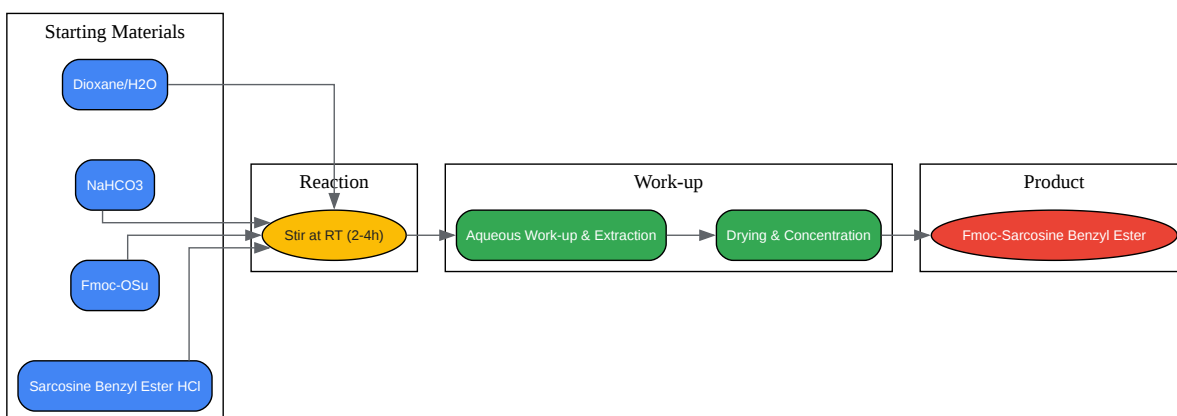 Starting Materials
Dioxane/H2O
NaHCO3
Fmoc-OSu
Sarcosine Benzyl Ester HCl
Reaction
Stir at RT (2-4h)
Work-up
Aqueous Work-up & Extraction
Drying & Concentration
Product
Fmoc-Sarcosine Benzyl Ester